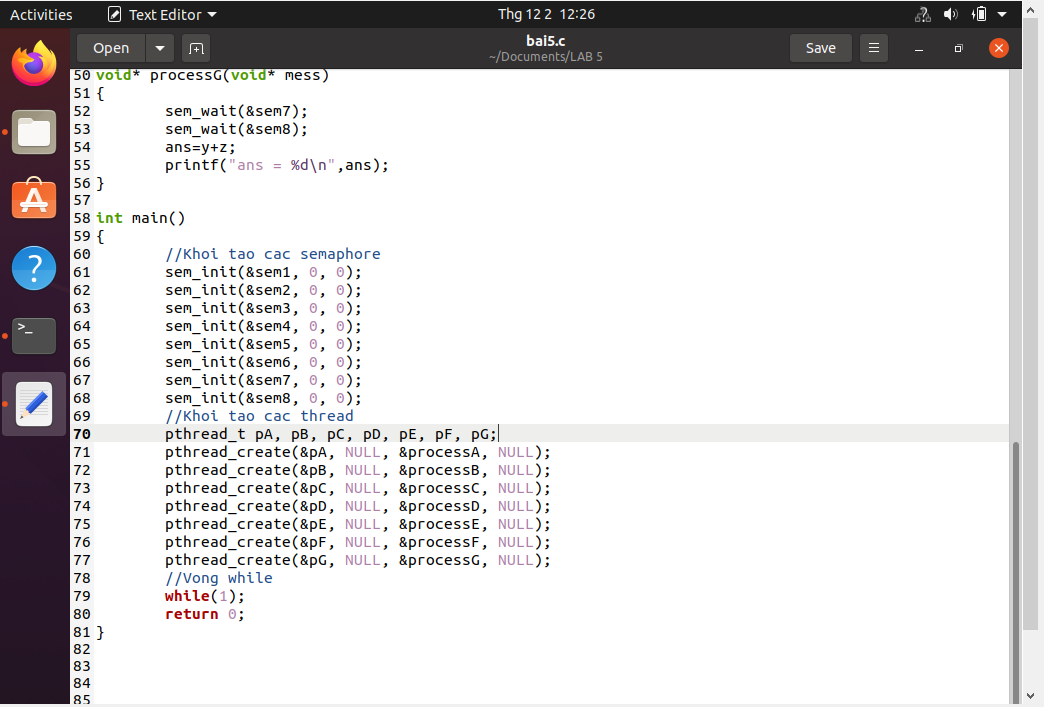 Activities
Text Editor
Thg 12 2 12:26
Open
bai5.c
~/Documents/LAB 5
Save
50 void* processG(void* mess)
51 {
52 sem_wait(&sem7);
53 sem_wait(&sem8);
54 ans=y+z;
55 printf("ans = %d\n",ans);
56 }
57
58 int main()
59 {
60 //Khoi tao cac semaphore
61 sem_init(&sem1, 0, 0);
62 sem_init(&sem2, 0, 0);
63 sem_init(&sem3, 0, 0);
64 sem_init(&sem4, 0, 0);
65 sem_init(&sem5, 0, 0);
66 sem_init(&sem6, 0, 0);
67 sem_init(&sem7, 0, 0);
68 sem_init(&sem8, 0, 0);
69 //Khoi tao cac thread
70 pthread_t pA, pB, pC, pD, pE, pF, pG;
71 pthread_create(&pA, NULL, &processA, NULL);
72 pthread_create(&pB, NULL, &processB, NULL);
73 pthread_create(&pC, NULL, &processC, NULL);
74 pthread_create(&pD, NULL, &processD, NULL);
75 pthread_create(&pE, NULL, &processE, NULL);
76 pthread_create(&pF, NULL, &processF, NULL);
77 pthread_create(&pG, NULL, &processG, NULL);
78 //Vong while
79 while(1);
80 return 0;
81 }
82
83
84
85